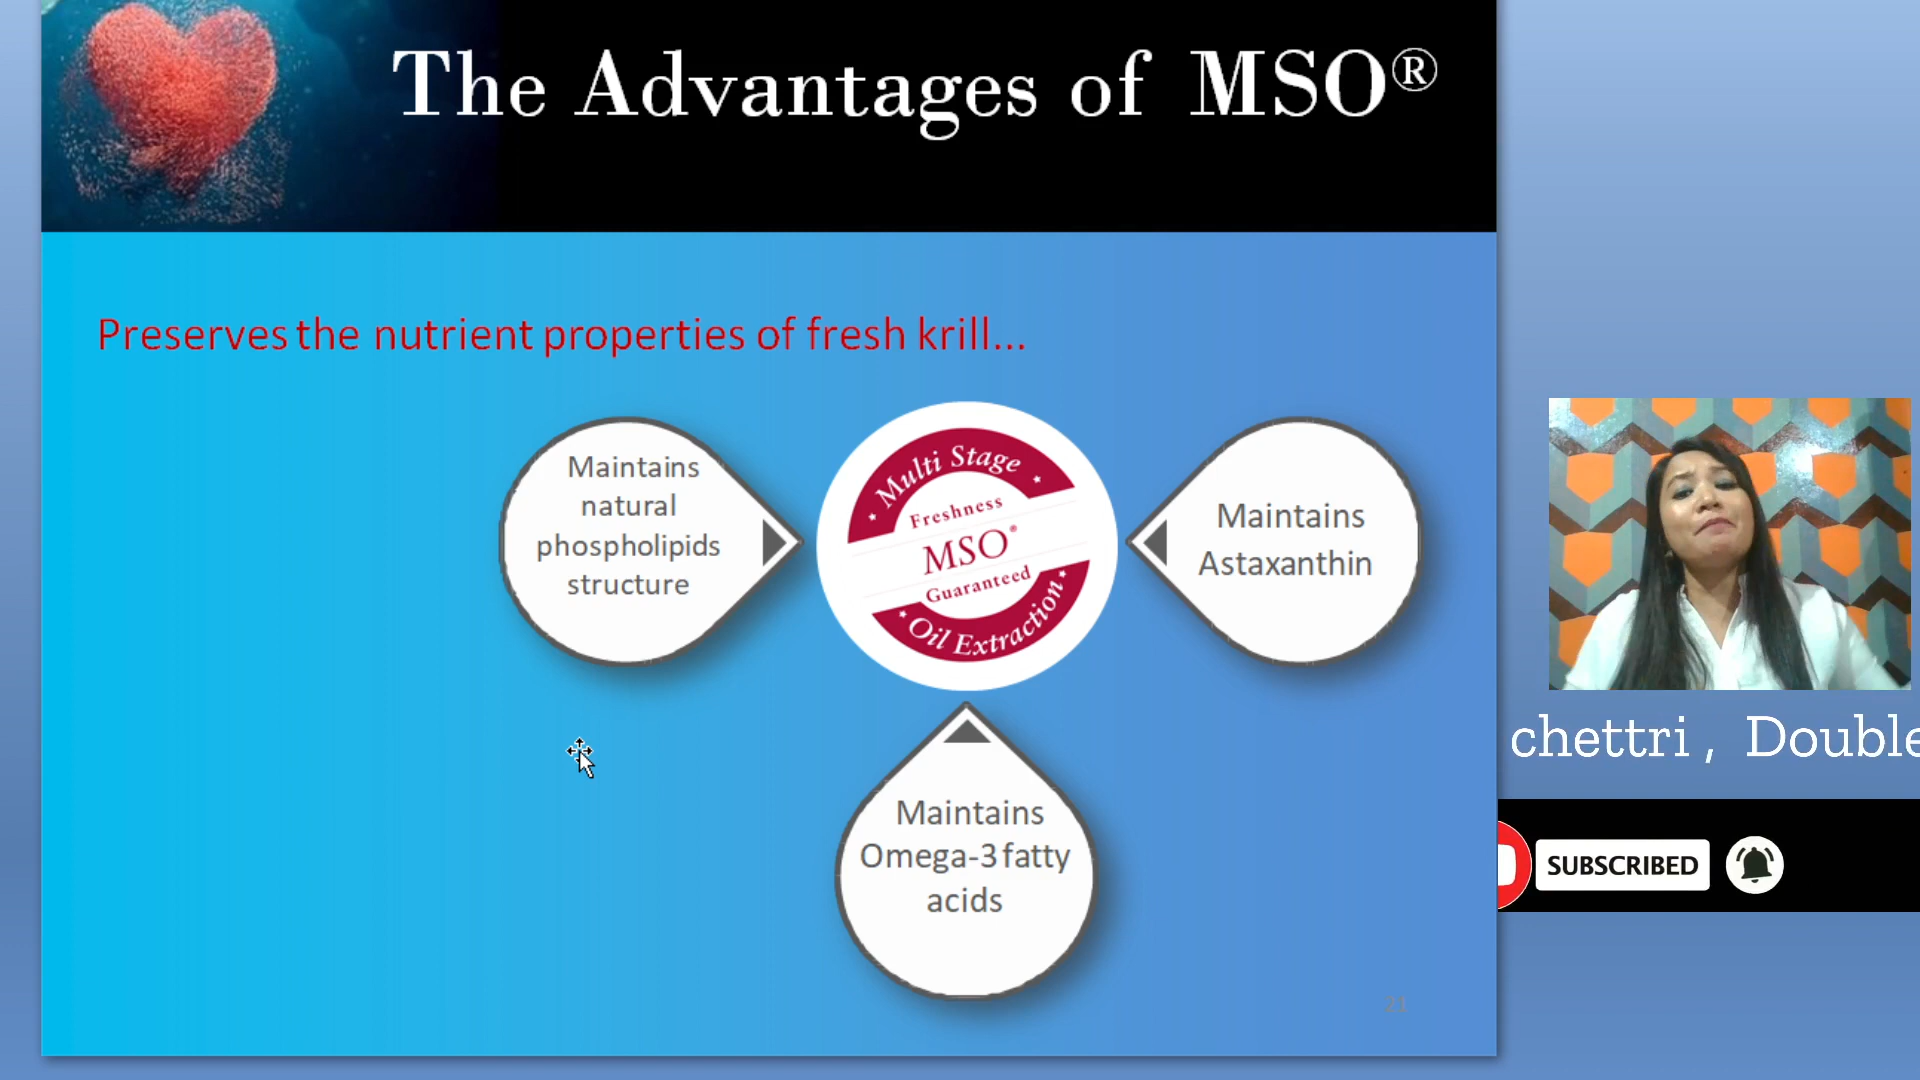 The Advantages of MSO®
Preserves the nutrient properties of fresh krill...
Maintains
natural
phospholipids
structure
Multi Stage
Freshness
MSO®
Guaranteed
Oil Extraction
Maintains
Astaxanthin
Maintains
Omega-3 fatty
acids
21
chettri , Double
SUBSCRIBED